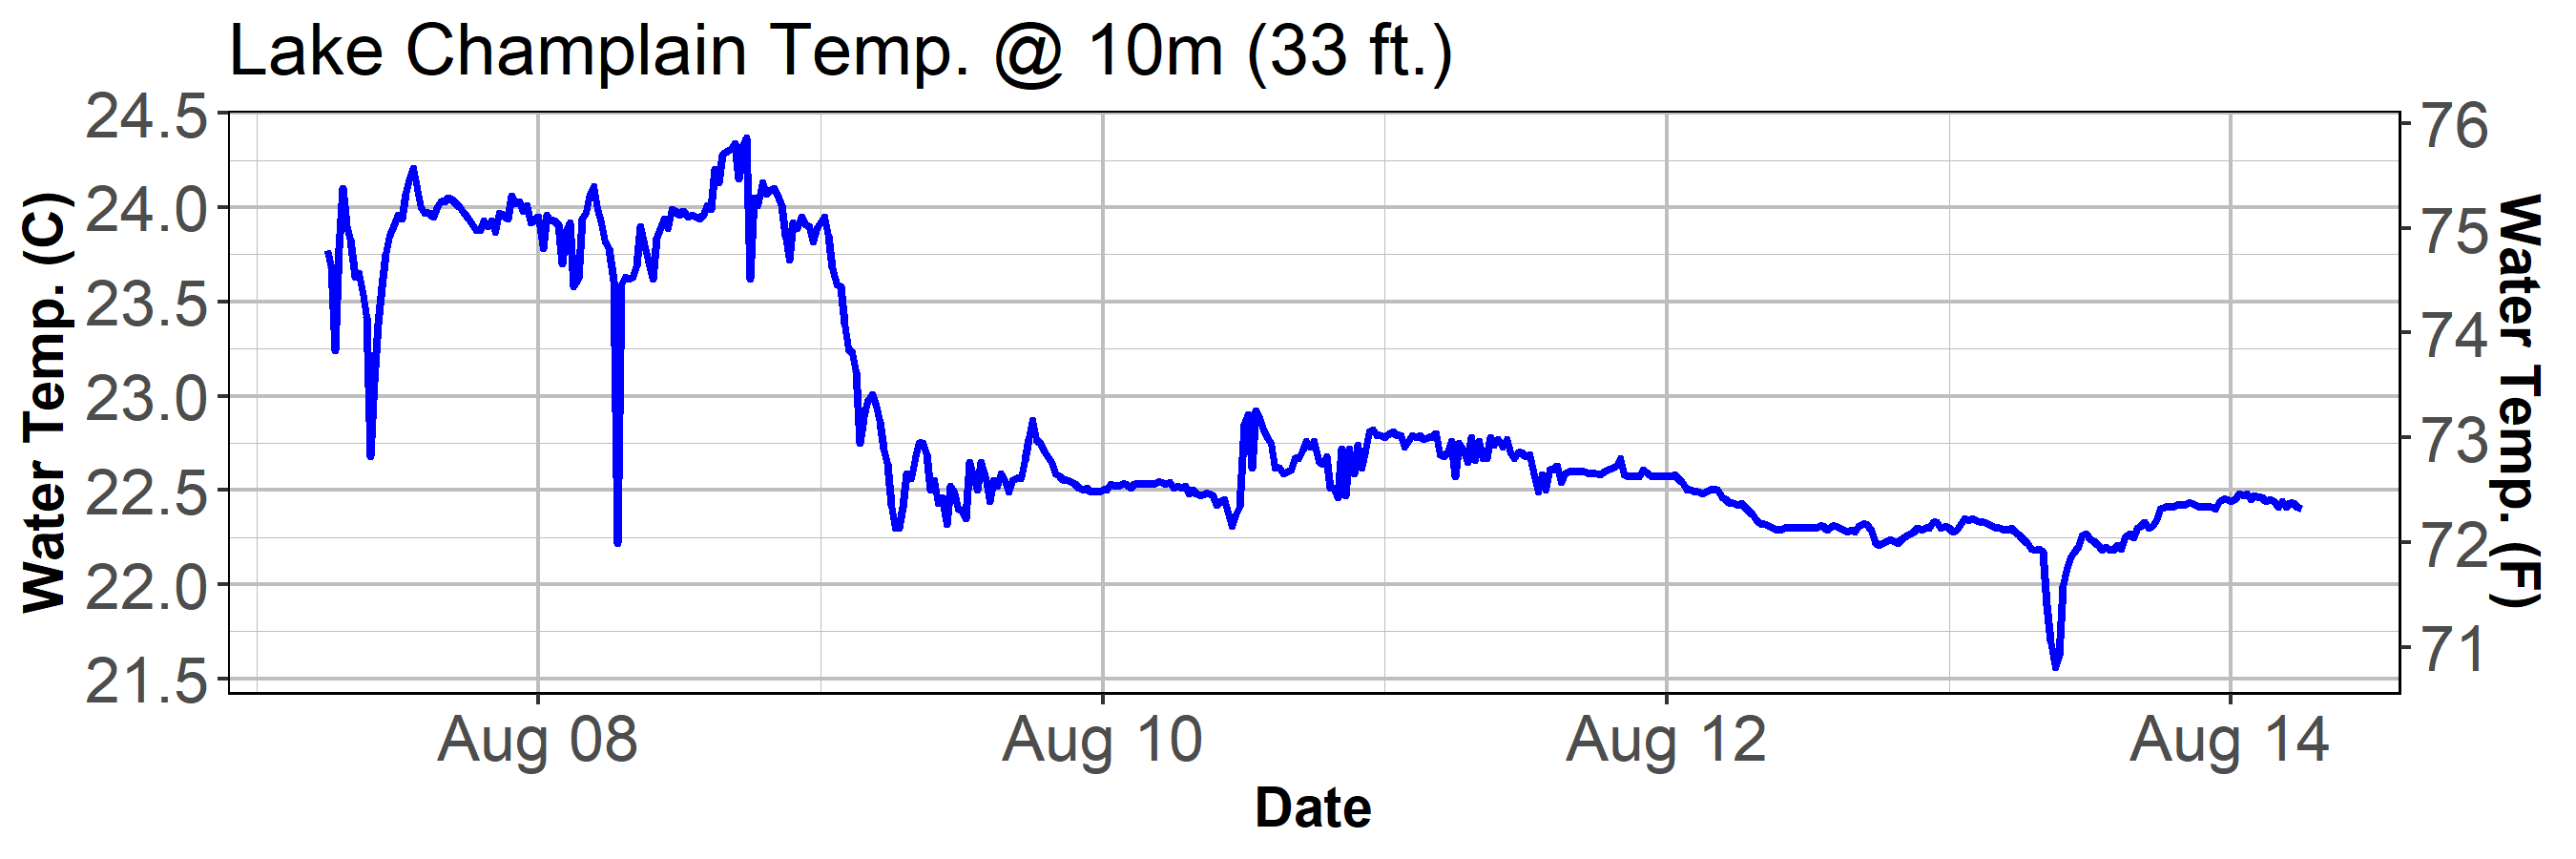 Lake Champlain Temp. @ 10m (33 ft.)
Water Temp. (C)
24.5
24.0
23.5
23.0
22.5
22.0
21.5
76
75
74
73
72
71
Water Temp. (F)
Aug 08
Aug 10
Aug 12
Aug 14
Date